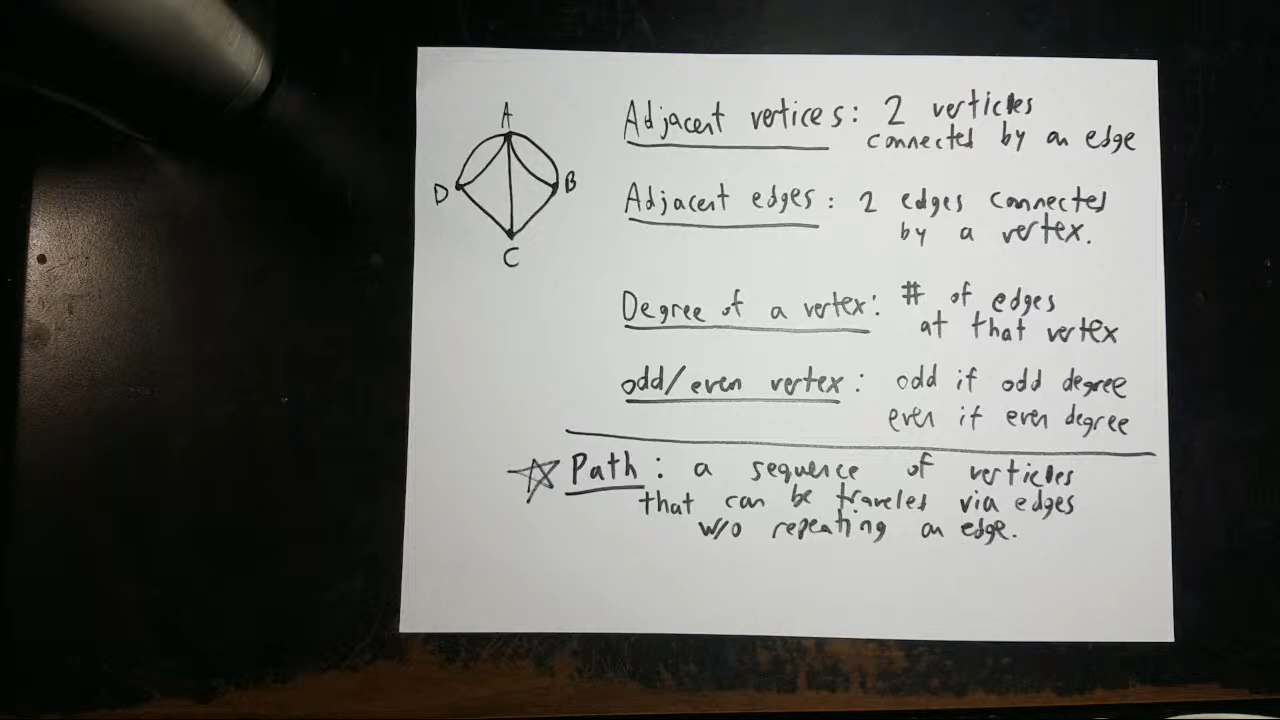 A
D
B
C
Adjacent vertices: 2 verticles
connected by an edge
Adjacent edges: 2 edges connected
by a vertex.
Degree of a vertex: # of edges
at that vertex
odd/even vertex: odd if odd degree
even if even degree
☆ Path: a sequence of verticles
that can be traveled via edges
w/o repeating an edge.